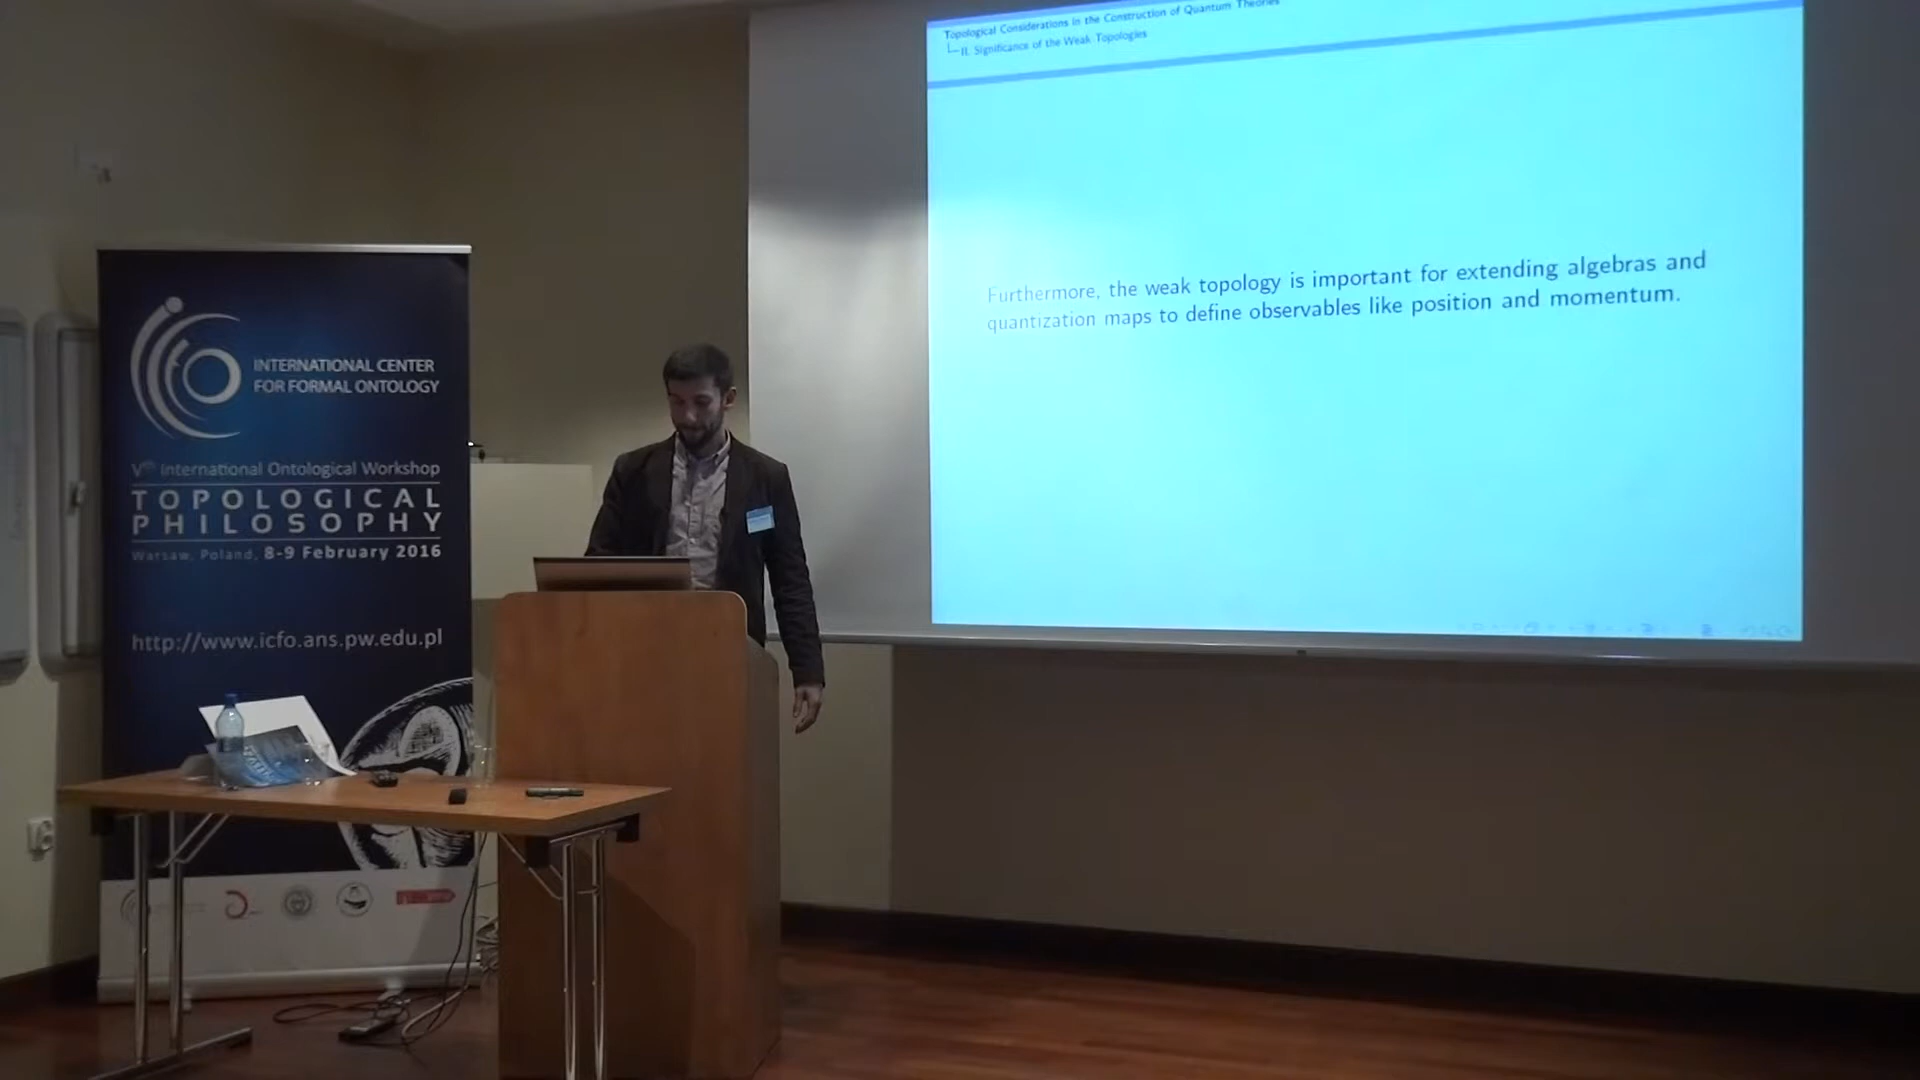 Topological Considerations in the Construction of Quantum Theories
II. Significance of the Weak Topologies
Furthermore, the weak topology is important for extending algebras and
quantization maps to define observables like position and momentum.
INTERNATIONAL CENTER
FOR FORMAL ONTOLOGY
Vth International Ontological Workshop
TOPOLOGICAL
PHILOSOPHY
Warsaw, Poland, 8-9 February 2016
http://www.icfo.ans.pw.edu.pl